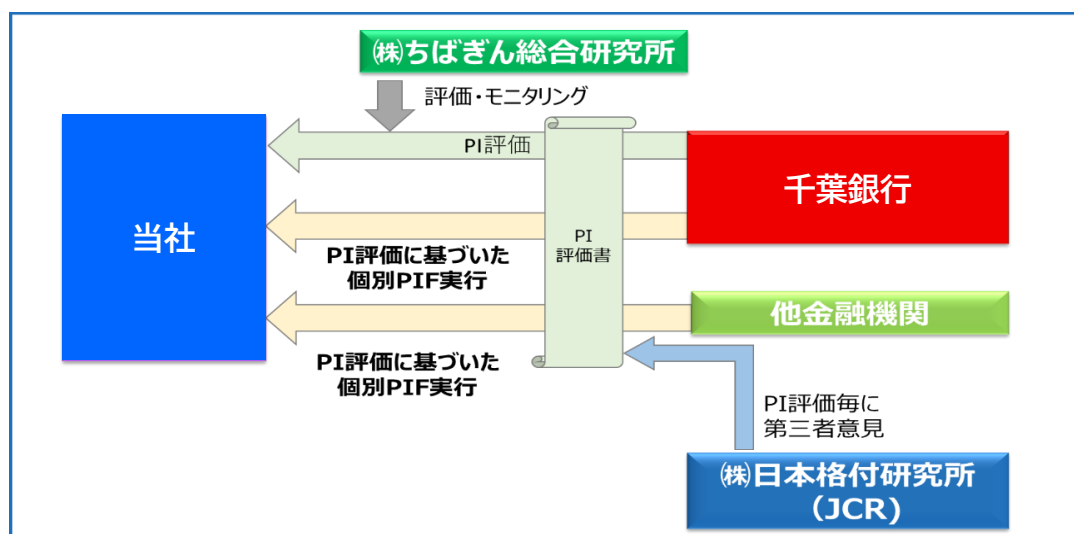 ㈱ちばぎん総合研究所
評価・モニタリング
PI評価
千葉銀行
当社
PI
評価書
PI評価に基づいた
個別PIF実行
他金融機関
PI評価に基づいた
個別PIF実行
PI評価毎に
第三者意見
㈱日本格付研究所
(JCR)